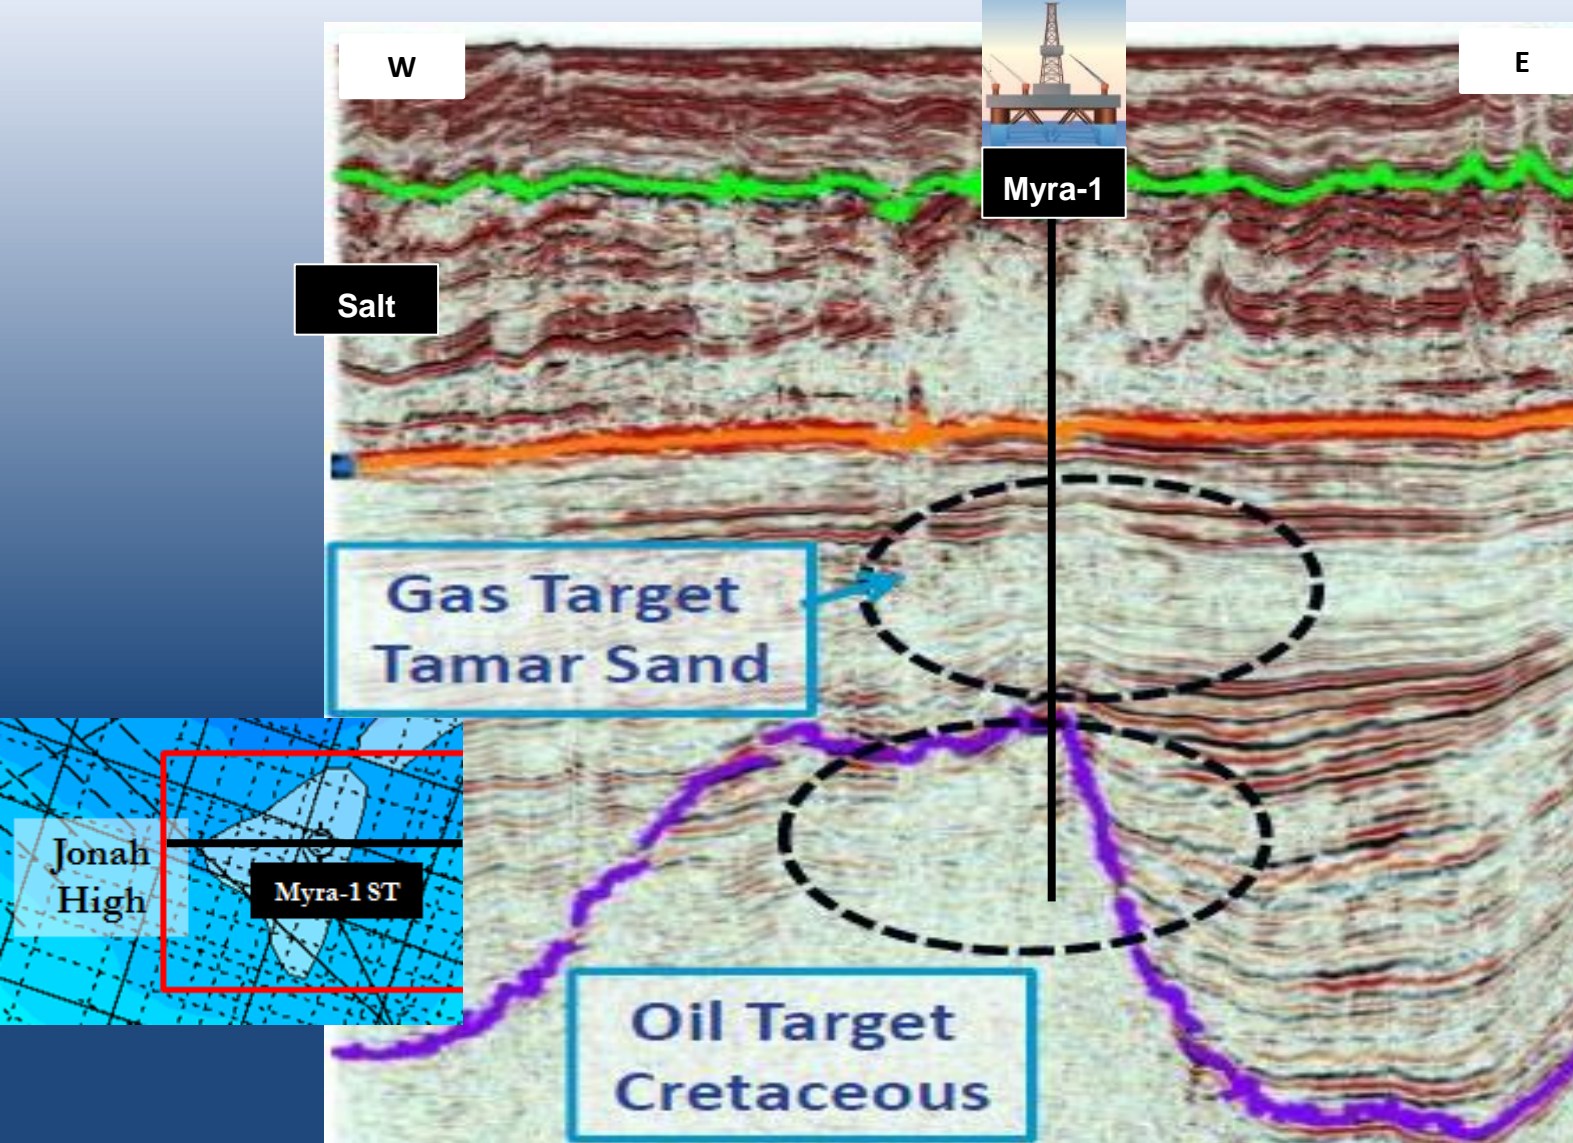 W
E
Myra-1
Salt
Gas Target
Tamar Sand
Jonah
High
Myra-1 ST
Oil Target
Cretaceous